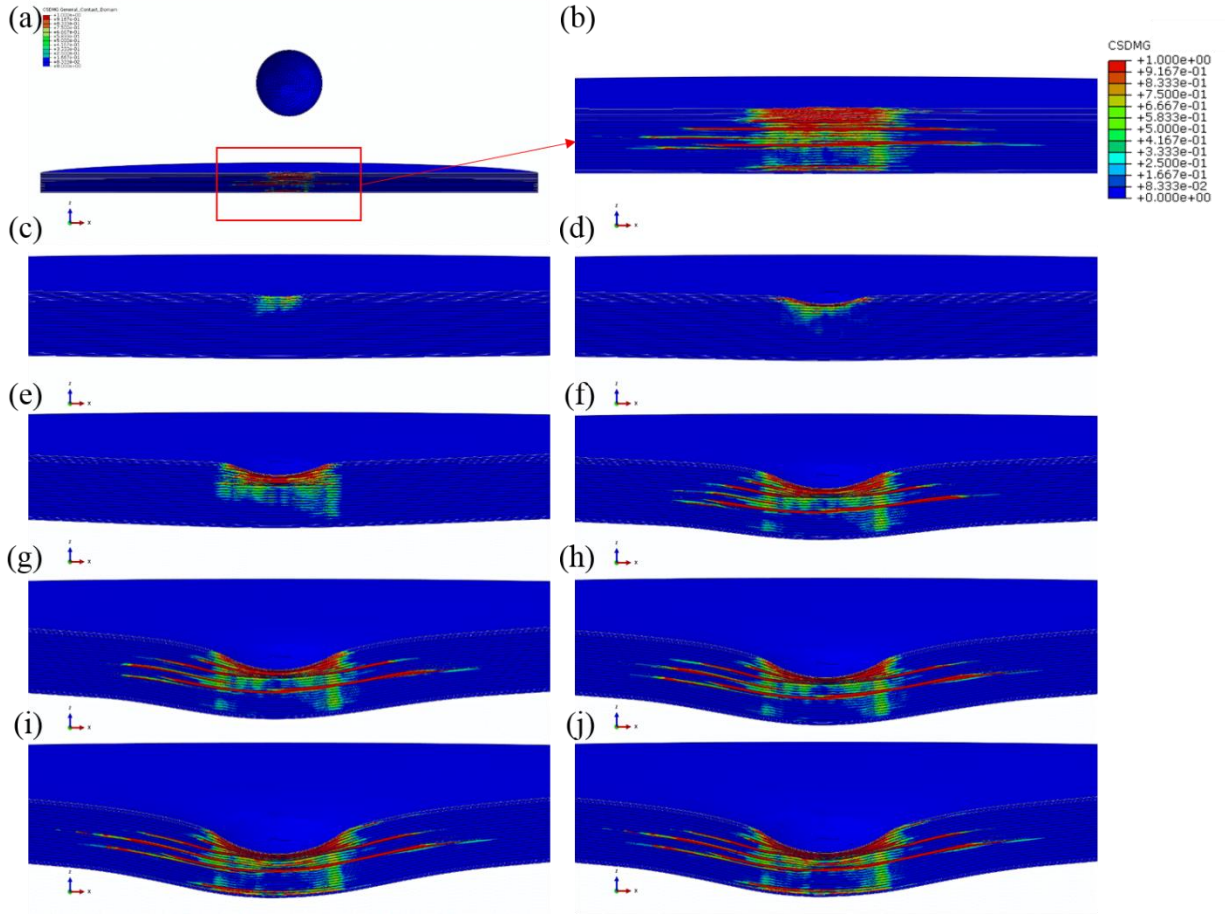 (a)
CSDMG General_Contact_Domain
(b)
CSDMG
+1.000e+00
+9.167e-01
+8.333e-01
+7.500e-01
+6.667e-01
+5.833e-01
+5.000e-01
+4.167e-01
+3.333e-01
+2.500e-01
+1.667e-01
+8.333e-02
+0.000e+00
z
x
z
x
(c)
(d)
z
x
z
x
(e)
(f)
z
x
z
x
(g)
(h)
z
x
z
x
(i)
(j)
z
x
z
x